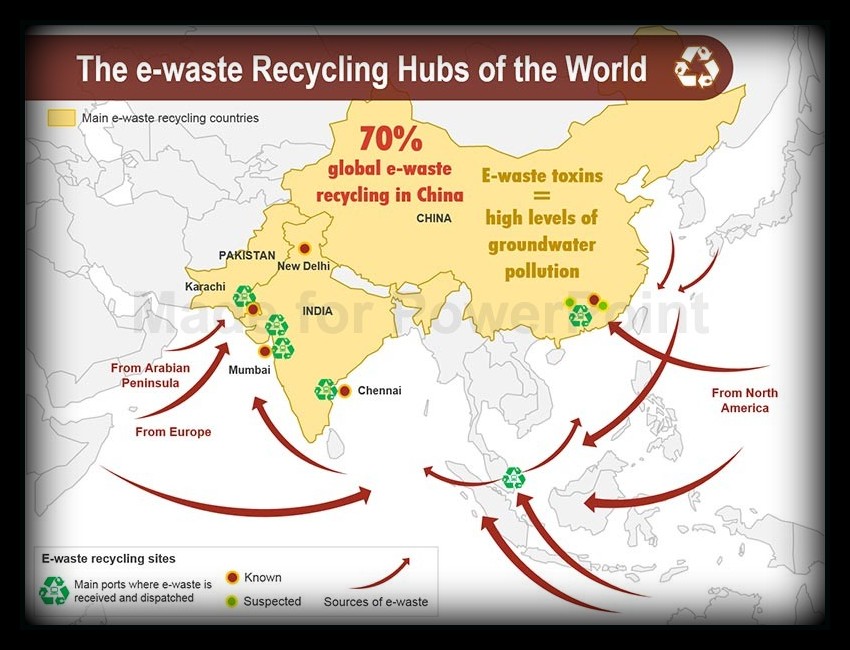 The e-waste Recycling Hubs of the World
Main e-waste recycling countries
70%
global e-waste
recycling in China
E-waste toxins
=
high levels of
groundwater
pollution
CHINA
PAKISTAN
New Delhi
Karachi
INDIA
Made for PowerPoint
Mumbai
From Arabian
Peninsula
Chennai
From North
America
From Europe
E-waste recycling sites
Main ports where e-waste is
received and dispatched
Known
Suspected
Sources of e-waste